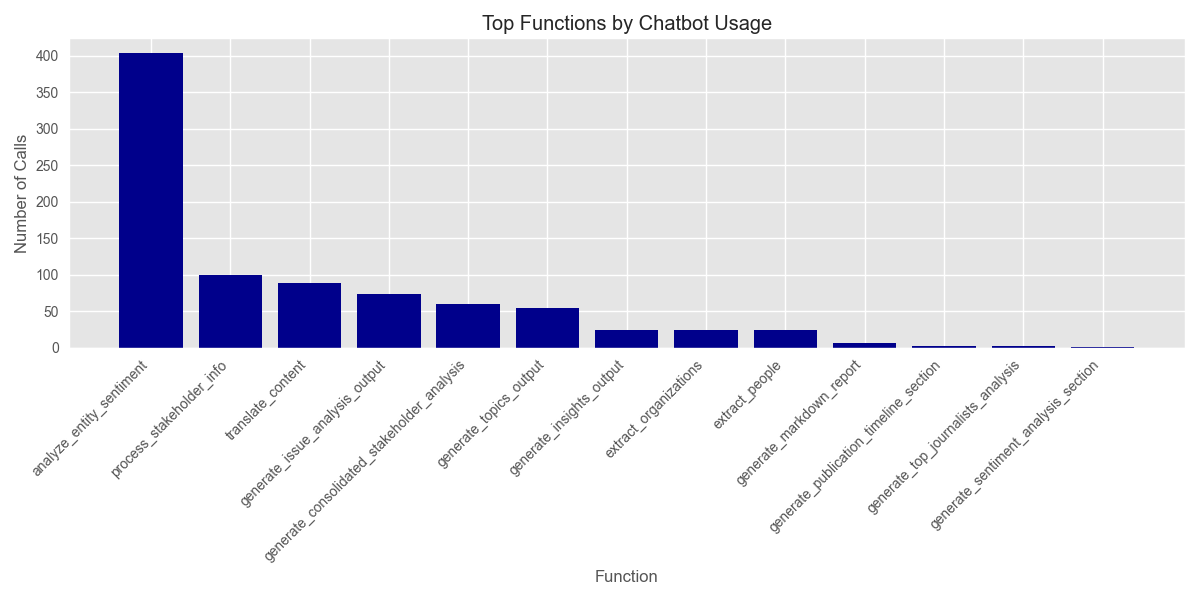 Top Functions by Chatbot Usage
Number of Calls
400
350
300
250
200
150
100
50
0
analyze_entity_sentiment
process_stakeholder_info
translate_content
generate_issue_analysis_output
generate_consolidated_stakeholder_analysis
generate_topics_output
generate_insights_output
extract_organizations
extract_people
generate_markdown_report
generate_publication_timeline_section
generate_top_journalists_analysis
generate_sentiment_analysis_section
Function